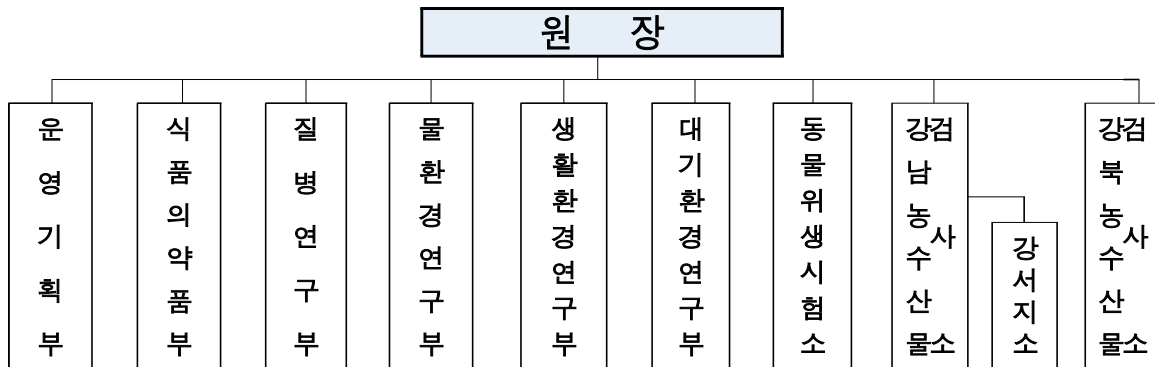 원 장
운영기획부
식품의약품부
질병연구부
물환경연구부
생활환경연구부
대기환경연구부
동물위생시험소
강남농수산물
검사소
강서지소
강북농수산물
검사소